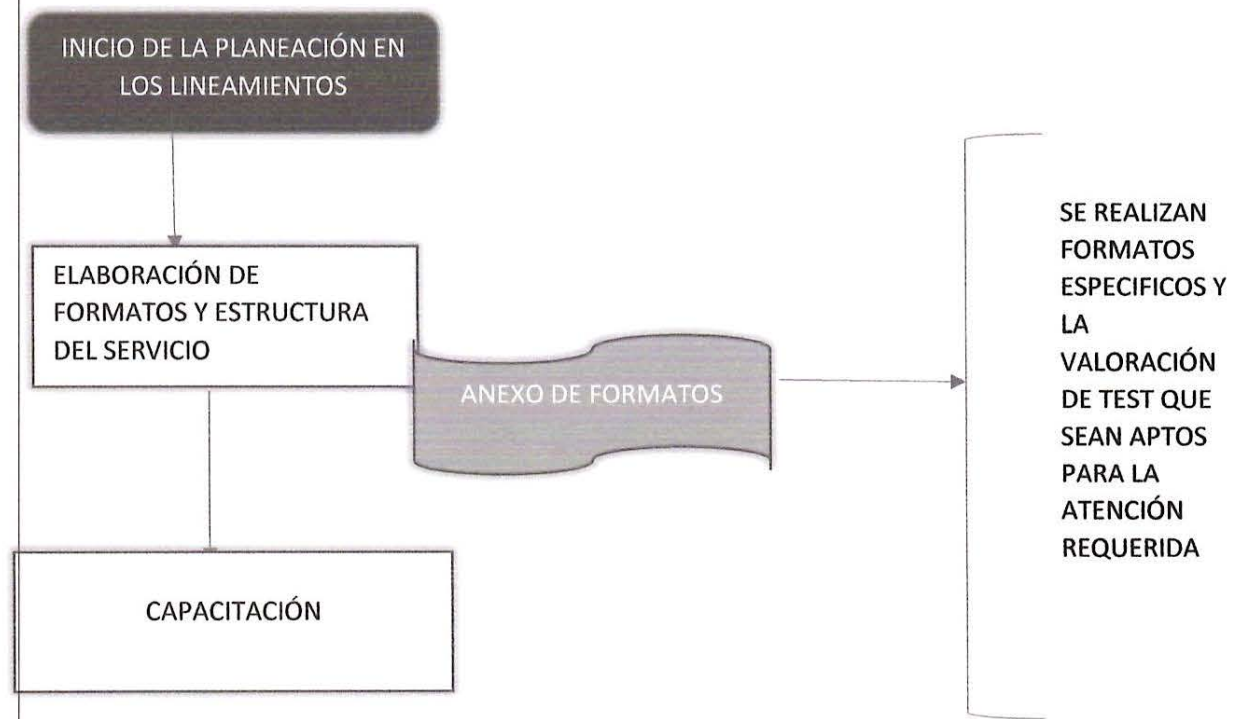 INICIO DE LA PLANEACIÓN EN
LOS LINEAMIENTOS
ELABORACIÓN DE
FORMATOS Y ESTRUCTURA
DEL SERVICIO
ANEXO DE FORMATOS
SE REALIZAN
FORMATOS
ESPECIFICOS Y
LA
VALORACIÓN
DE TEST QUE
SEAN APTOS
PARA LA
ATENCIÓN
REQUERIDA
CAPACITACIÓN